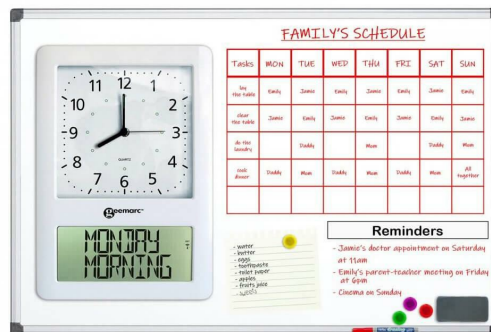 FAMILY'S SCHEDULE
Tasks MON TUE WED THU FRI SAT SUN
lay
the table Emily Jamie Emily Jamie Emily Jamie Emily
clear
the table Jamie Emily Jamie Emily Jamie Emily Jamie
do the
laundry Daddy Mum Daddy Mum
cook
dinner Daddy Mum Daddy Mum Daddy Mum All
together
12
1
2
3
4
5
6
7
8
9
10
11
QUARTZ
geemarc
MONDAY
MORNING
- water
- butter
- eggs
- toothpaste
- toilet paper
- apples
- fruits juice
- sweets
Reminders
- Jamie's doctor appointment on Saturday
at 11am
- Emily's parent-teacher meeting on Friday
at 6pm
- Cinema on Sunday